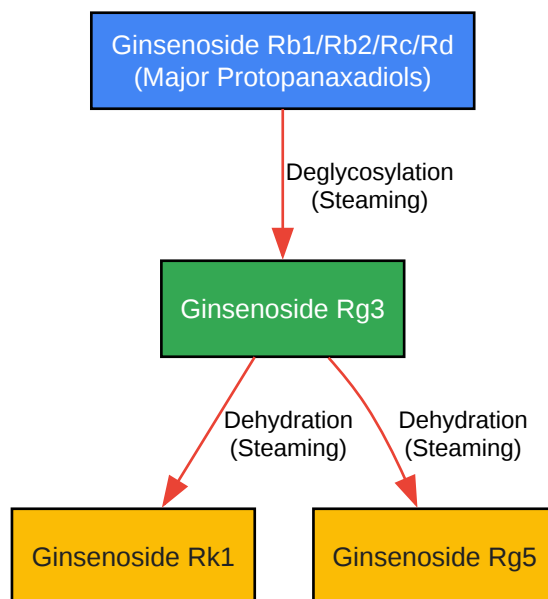 Ginsenoside Rb1/Rb2/Rc/Rd
(Major Protopanaxadiols)
Deglycosylation
(Steaming)
Ginsenoside Rg3
Dehydration
(Steaming)
Dehydration
(Steaming)
Ginsenoside Rk1
Ginsenoside Rg5